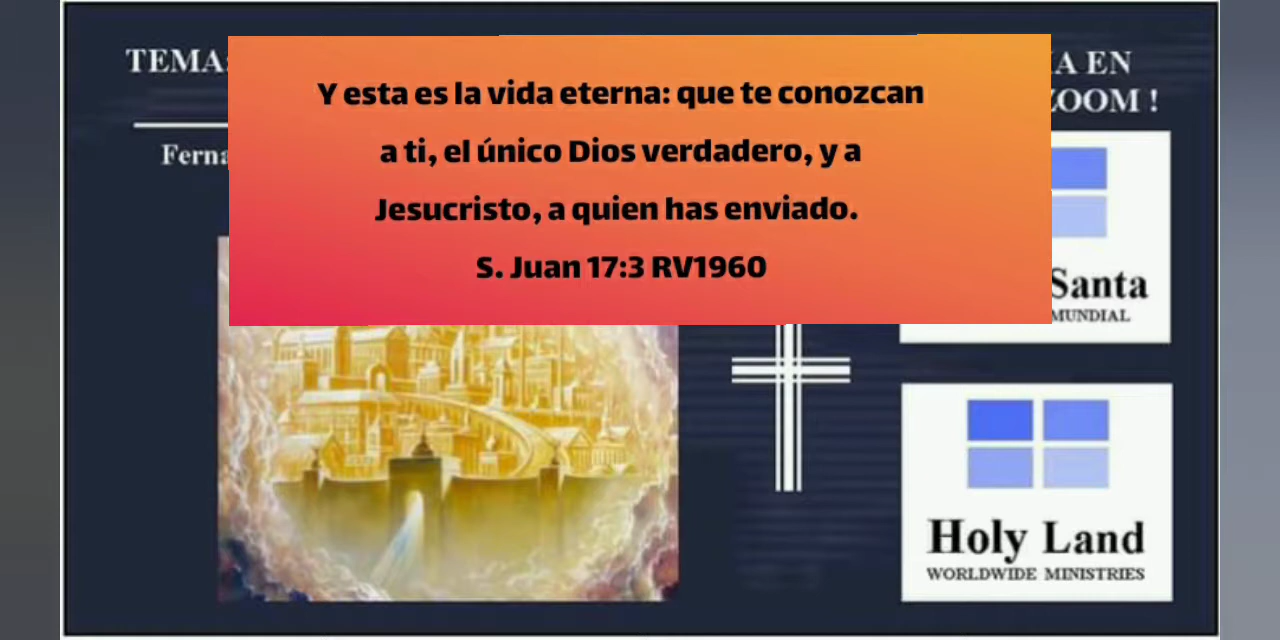 TEMA:
Y esta es la vida eterna: que te conozcan
a ti, el único Dios verdadero, y a
Jesucristo, a quien has enviado.
S. Juan 17:3 RV1960
EN
ZOOM !
Santa
MUNDIAL
Holy Land
WORLDWIDE MINISTRIES